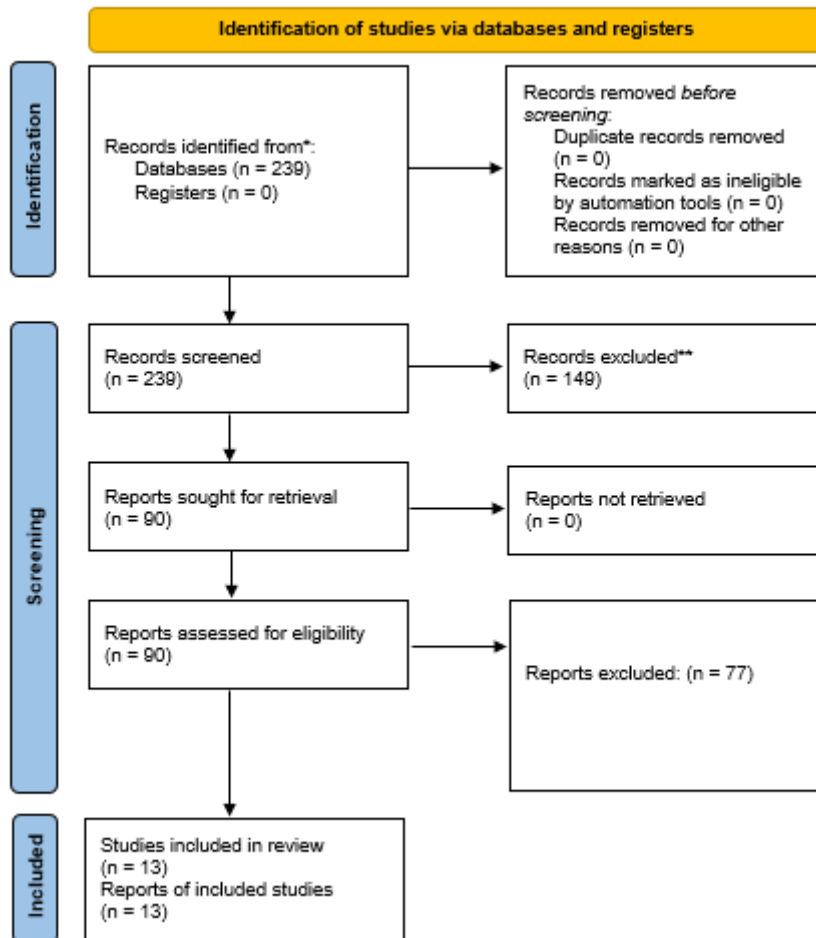 Identification of studies via databases and registers
Identification
Records identified from*:
Databases (n = 239)
Registers (n = 0)
Records removed before
screening:
Duplicate records removed
(n = 0)
Records marked as ineligible
by automation tools (n = 0)
Records removed for other
reasons (n = 0)
Screening
Records screened
(n = 239)
Records excluded**
(n = 149)
Reports sought for retrieval
(n = 90)
Reports not retrieved
(n = 0)
Reports assessed for eligibility
(n = 90)
Reports excluded: (n = 77)
Included
Studies included in review
(n = 13)
Reports of included studies
(n = 13)